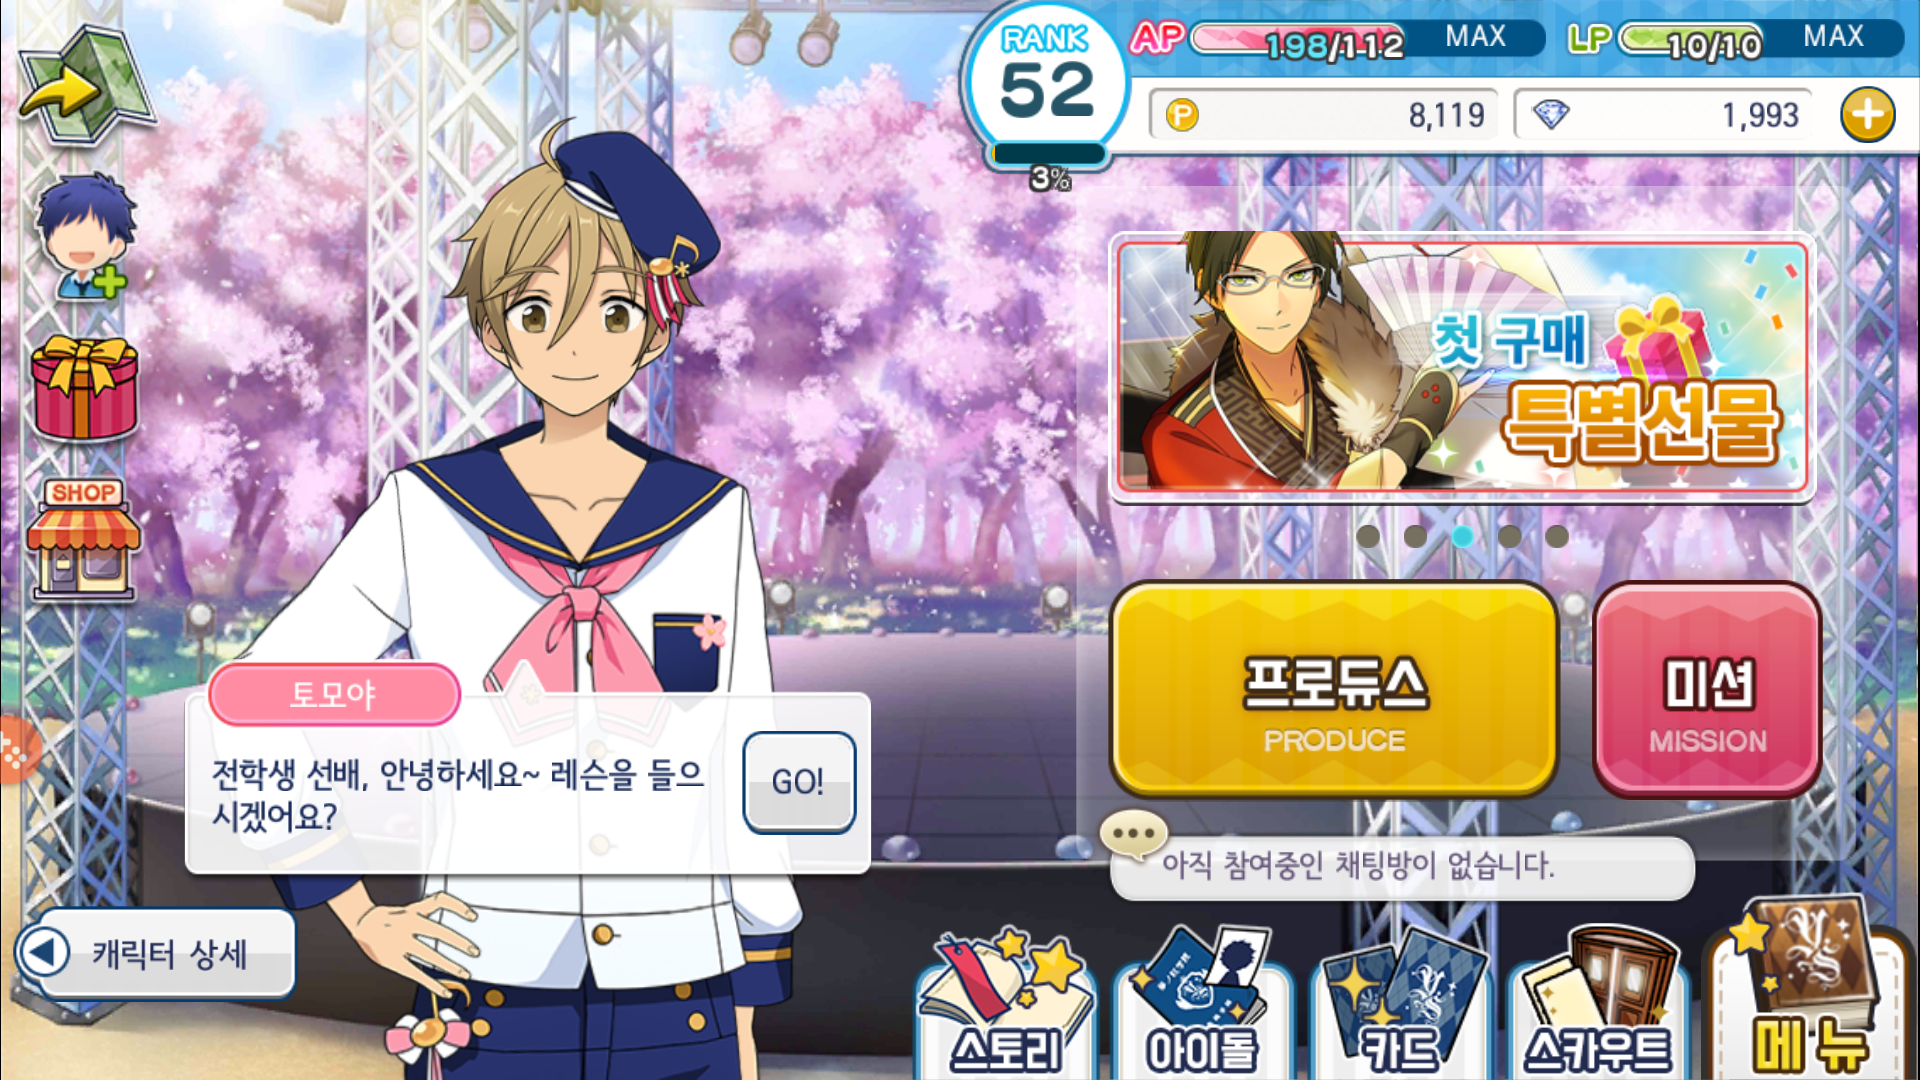 RANK
52
3%
AP
198/112
MAX
LP
10/10
MAX
P
8,119
1,993
첫 구매
특별선물
SHOP
토모야
전학생 선배, 안녕하세요~ 레슨을 들으
시겠어요?
GO!
프로듀스
PRODUCE
미션
MISSION
아직 참여중인 채팅방이 없습니다.
캐릭터 상세
스토리
아이돌
카드
스카우트
메뉴